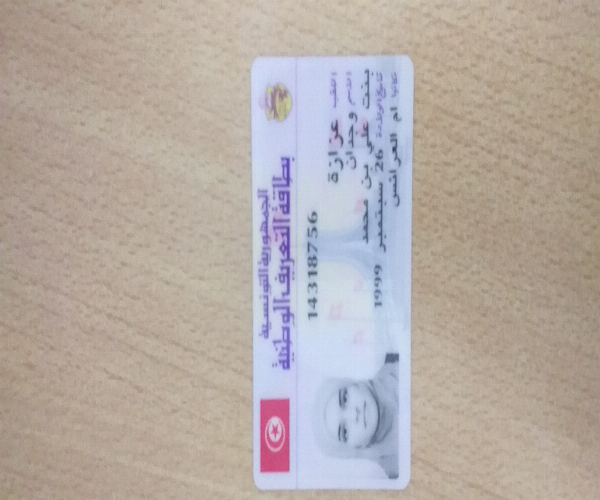 الجمهورية التونسية
بطاقة التعريف الوطنية
14318756
اللقب عزازة
الاسم وجدان
بنت علي بن محمد
تاريخ الولادة 26 سبتمبر 1999
مكانها ام العرائس